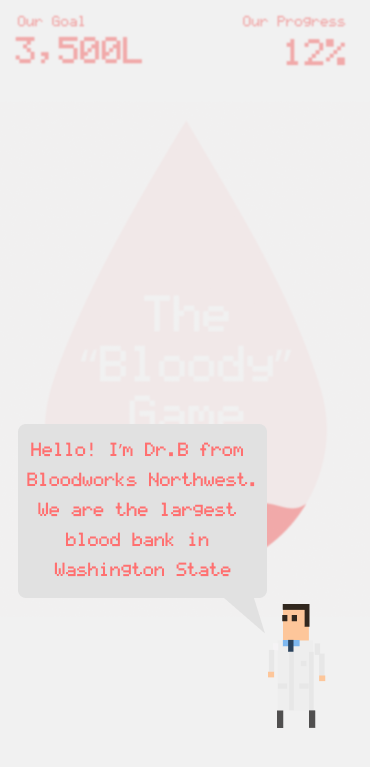 Our Goal
Our Progress
3,500L
12%
The
"Bloody"
Game
Hello! I'm Dr.B from
Bloodworks Northwest.
We are the largest
blood bank in
Washington State